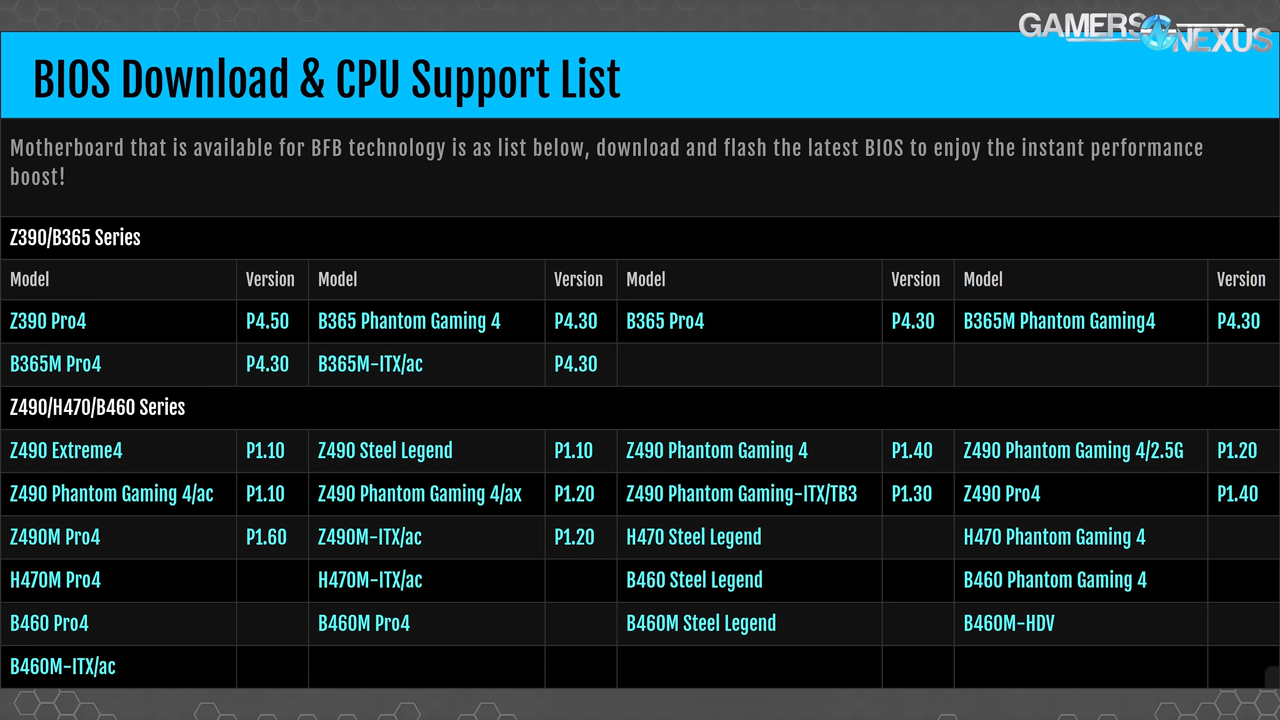 GAMERS NEXUS
BIOS Download & CPU Support List
Motherboard that is available for BFB technology is as list below, download and flash the latest BIOS to enjoy the instant performance
boost!
Z390/B365 Series
Model Version Model Version Model Version Model Version
Z390 Pro4 P4.50 B365 Phantom Gaming 4 P4.30 B365 Pro4 P4.30 B365M Phantom Gaming4 P4.30
B365M Pro4 P4.30 B365M-ITX/ac P4.30
Z490/H470/B460 Series
Z490 Extreme4 P1.10 Z490 Steel Legend P1.10 Z490 Phantom Gaming 4 P1.40 Z490 Phantom Gaming 4/2.5G P1.20
Z490 Phantom Gaming 4/ac P1.10 Z490 Phantom Gaming 4/ax P1.20 Z490 Phantom Gaming-ITX/TB3 P1.30 Z490 Pro4 P1.40
Z490M Pro4 P1.60 Z490M-ITX/ac P1.20 H470 Steel Legend H470 Phantom Gaming 4
H470M Pro4 H470M-ITX/ac B460 Steel Legend B460 Phantom Gaming 4
B460 Pro4 B460M Pro4 B460M Steel Legend B460M-HDV
B460M-ITX/ac